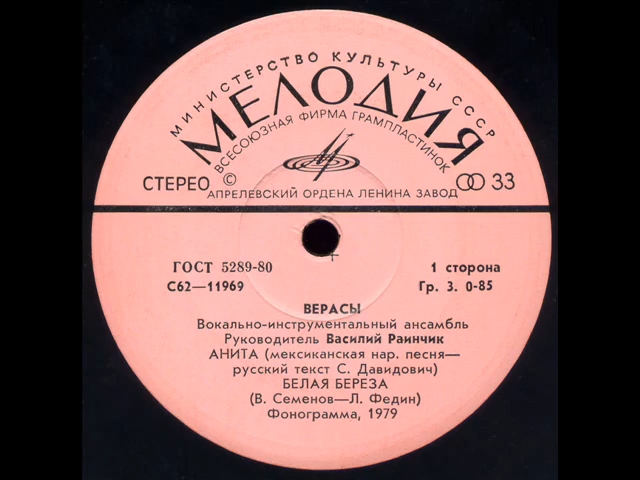 МИНИСТЕРСТВО КУЛЬТУРЫ СССР
МЕЛОДИЯ
ВСЕСОЮЗНАЯ ФИРМА ГРАМПЛАСТИНОК
СТЕРЕО © 33
АПРЕЛЕВСКИЙ ОРДЕНА ЛЕНИНА ЗАВОД
ГОСТ 5289-80 1 сторона
С62—11969 Гр. 3. 0-85
ВЕРАСЫ
Вокально-инструментальный ансамбль
Руководитель Василий Раинчик
АНИТА (мексиканская нар. песня—
русский текст С. Давидович)
БЕЛАЯ БЕРЕЗА
(В. Семенов—Л. Федин)
Фонограмма, 1979